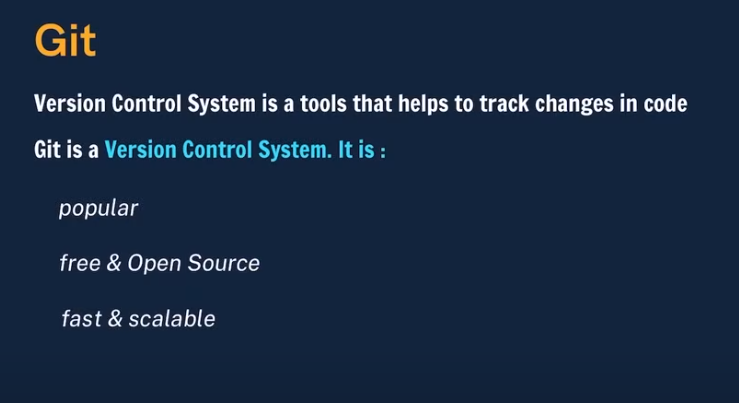 Git
Version Control System is a tools that helps to track changes in code
Git is a Version Control System. It is :
popular
free & Open Source
fast & scalable